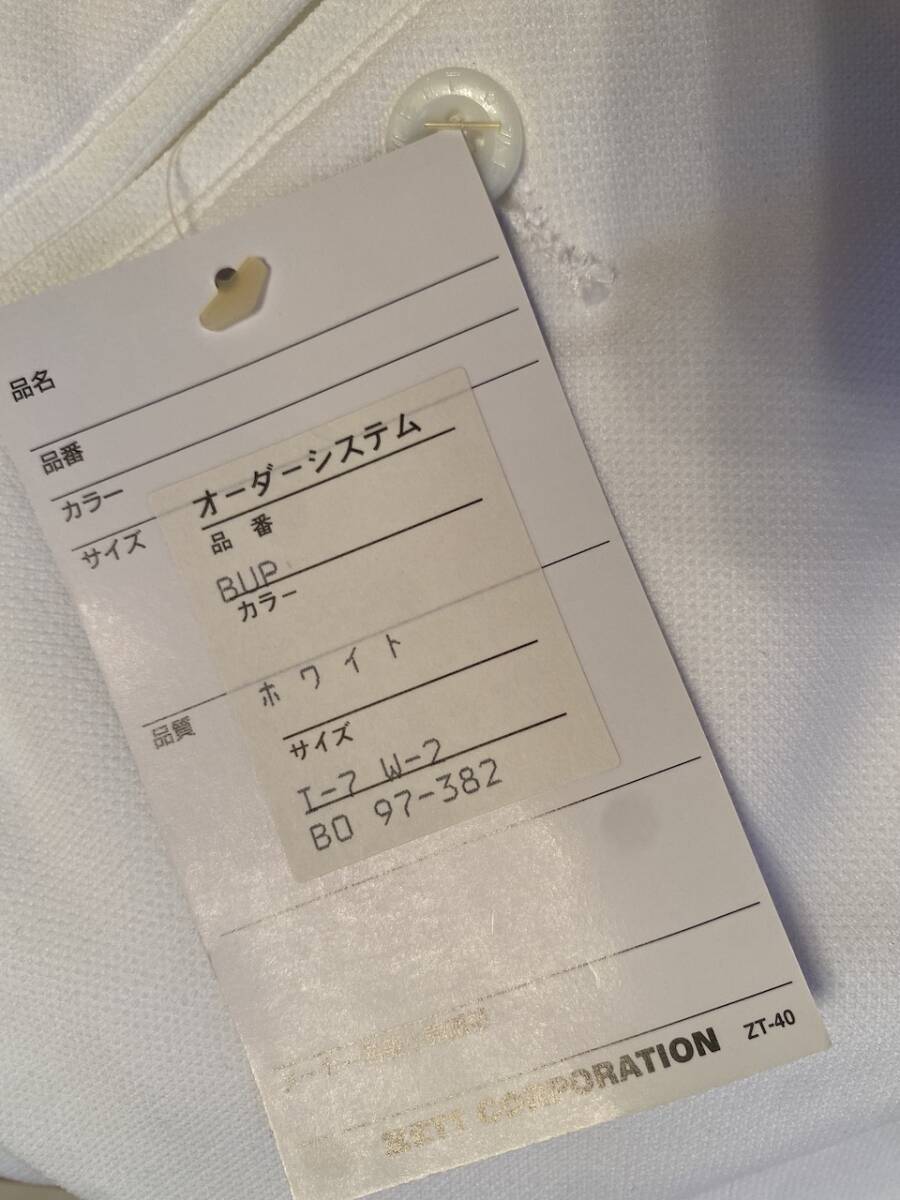 品名
品番
カラー
サイズ
オーダーシステム
品 番
BUP
カラー
ホワイト
サイズ
I-7 W-2
BO 97-382
品質
ZETT CORPORATION ZT-40